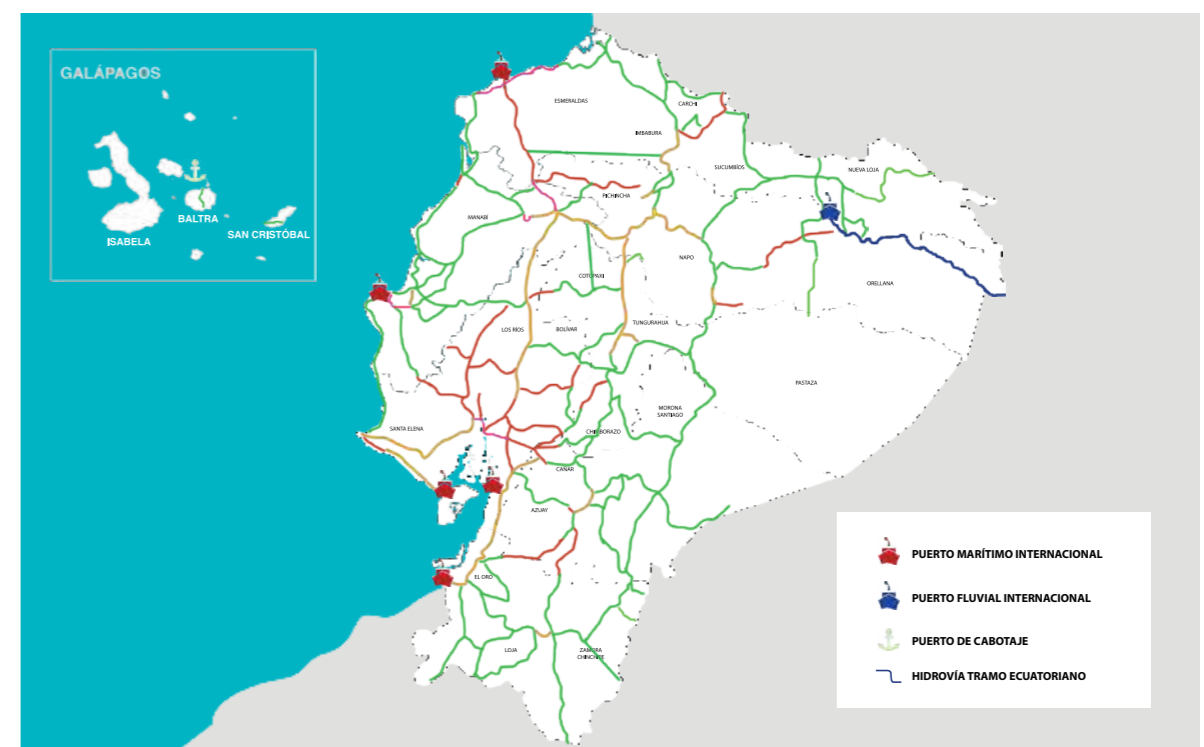 GALÁPAGOS
ISABELA
BALTRA
SAN CRISTÓBAL
ESMERALDAS
CARCHI
IMBABURA
SUCUMBÍOS
NUEVA LOJA
PICHINCHA
MANABÍ
NAPO
COTOPAXI
ORELLANA
LOS RÍOS
BOLÍVAR
TUNGURAHUA
PASTAZA
MORONA
SANTIAGO
SANTA ELENA
CHIMBORAZO
CAÑAR
AZUAY
EL ORO
LOJA
ZAMORA
CHINCHIPE
PUERTO MARÍTIMO INTERNACIONAL
PUERTO FLUVIAL INTERNACIONAL
PUERTO DE CABOTAJE
HIDROVÍA TRAMO ECUATORIANO